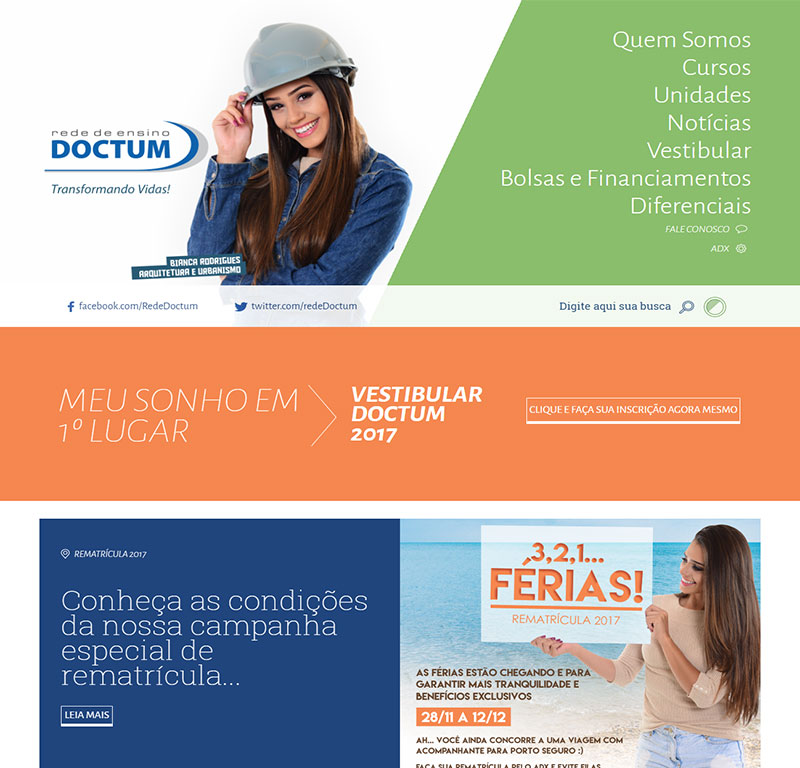 Quem Somos
Cursos
Unidades
Notícias
Vestibular
Bolsas e Financiamentos
Diferenciais
FALE CONOSCO
ADX
rede de ensino
DOCTUM
Transformando Vidas!
BIANCA RODRIGUES
ARQUITETURA E URBANISMO
facebook.com/RedeDoctum
twitter.com/redeDoctum
Digite aqui sua busca
MEU SONHO EM
1º LUGAR
VESTIBULAR
DOCTUM
2017
CLIQUE E FAÇA SUA INSCRIÇÃO AGORA MESMO
REMATRÍCULA 2017
Conheça as condições
da nossa campanha
especial de
rematrícula...
LEIA MAIS
3,2,1...
FÉRIAS!
REMATRÍCULA 2017
AS FÉRIAS ESTÃO CHEGANDO E PARA
GARANTIR MAIS TRANQUILIDADE E
BENEFÍCIOS EXCLUSIVOS
28/11 A 12/12
AH... VOCÊ AINDA CONCORRE A UMA VIAGEM COM
ACOMPANHANTE PARA PORTO SEGURO :)
FAÇA SUA REMATRÍCULA PELO ADX E EVITE FILAS